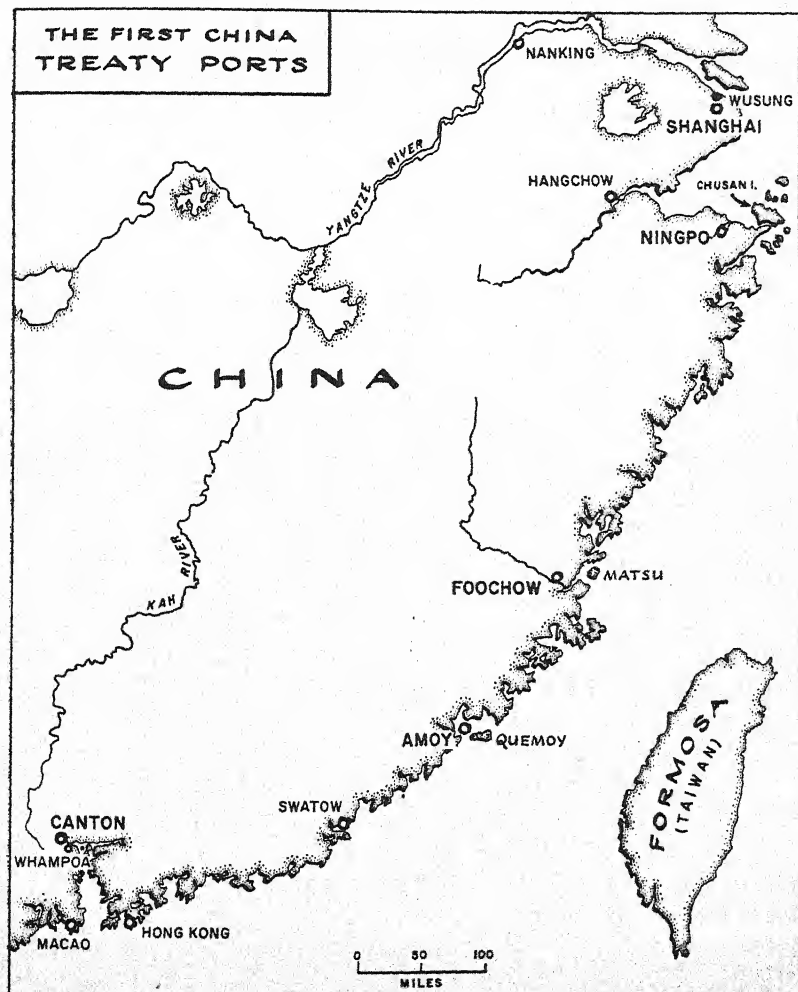 THE FIRST CHINA
TREATY PORTS
NANKING
WUSUNG
SHANGHAI
YANGTZE RIVER
HANGCHOW
CHUSAN I.
NINGPO
CHINA
KAH RIVER
FOOCHOW
MATSU
AMOY
QUEMOY
FORMOSA
(TAIWAN)
SWATOW
CANTON
WHAMPOA
MACAO
HONG KONG
0 50 100
MILES